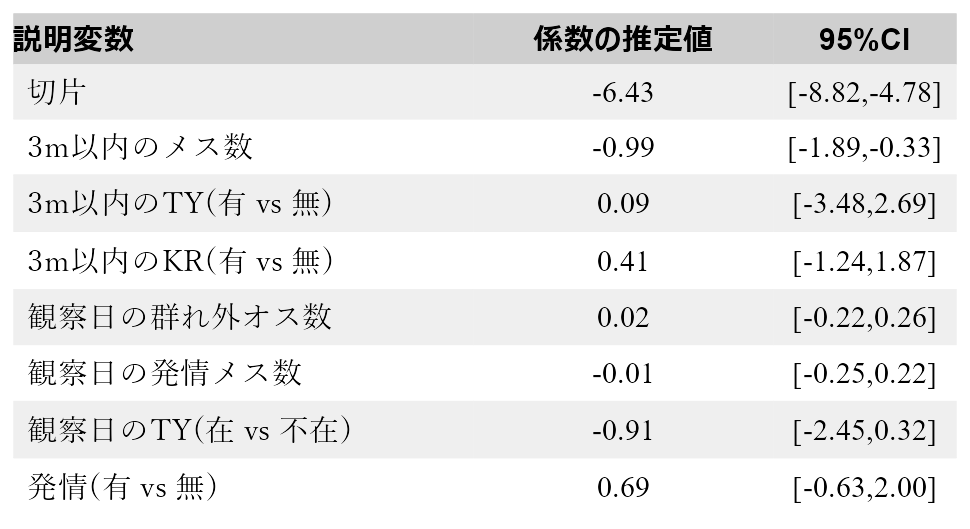 説明変数 係数の推定値 95%CI
切片 -6.43 [-8.82,-4.78]
3m以内のメス数 -0.99 [-1.89,-0.33]
3m以内のTY(有 vs 無) 0.09 [-3.48,2.69]
3m以内のKR(有 vs 無) 0.41 [-1.24,1.87]
観察日の群れ外オス数 0.02 [-0.22,0.26]
観察日の発情メス数 -0.01 [-0.25,0.22]
観察日のTY(在 vs 不在) -0.91 [-2.45,0.32]
発情(有 vs 無) 0.69 [-0.63,2.00]